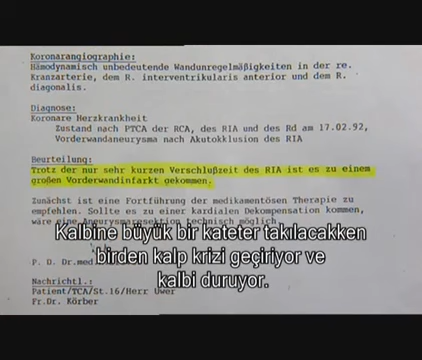 Koronarangiographie:
Hämodynamisch unbedeutende Wandunregelmäßigkeiten in der re.
Kranzarterie, dem R. interventrikularis anterior und dem R.
diagonalis.
Diagnose:
Koronare Herzkrankheit
Zustand nach PTCA der RCA, des RIA und des Rd am 17.02.92,
Vorderwandaneurysma nach Akutokklusion des RIA
Beurteilung:
Trotz der nur sehr kurzen Verschlußzeit des RIA ist es zu einem
großen Vorderwandinfarkt gekommen.
Zunächst ist eine Fortführung der medikamentösen Therapie zu
empfehlen. Sollte es zu einer kardialen Dekompensation kommen,
wäre eine Aneurysmaresektion technisch möglich.
Kalbine büyük bir kateter takılacakken
birden kalp krizi geçiriyor ve
kalbi duruyor.
P. D. Dr.med.
Nachrichtl.:
Patient/TCA/St.16/Herr Uwer
Fr.Dr. Körber